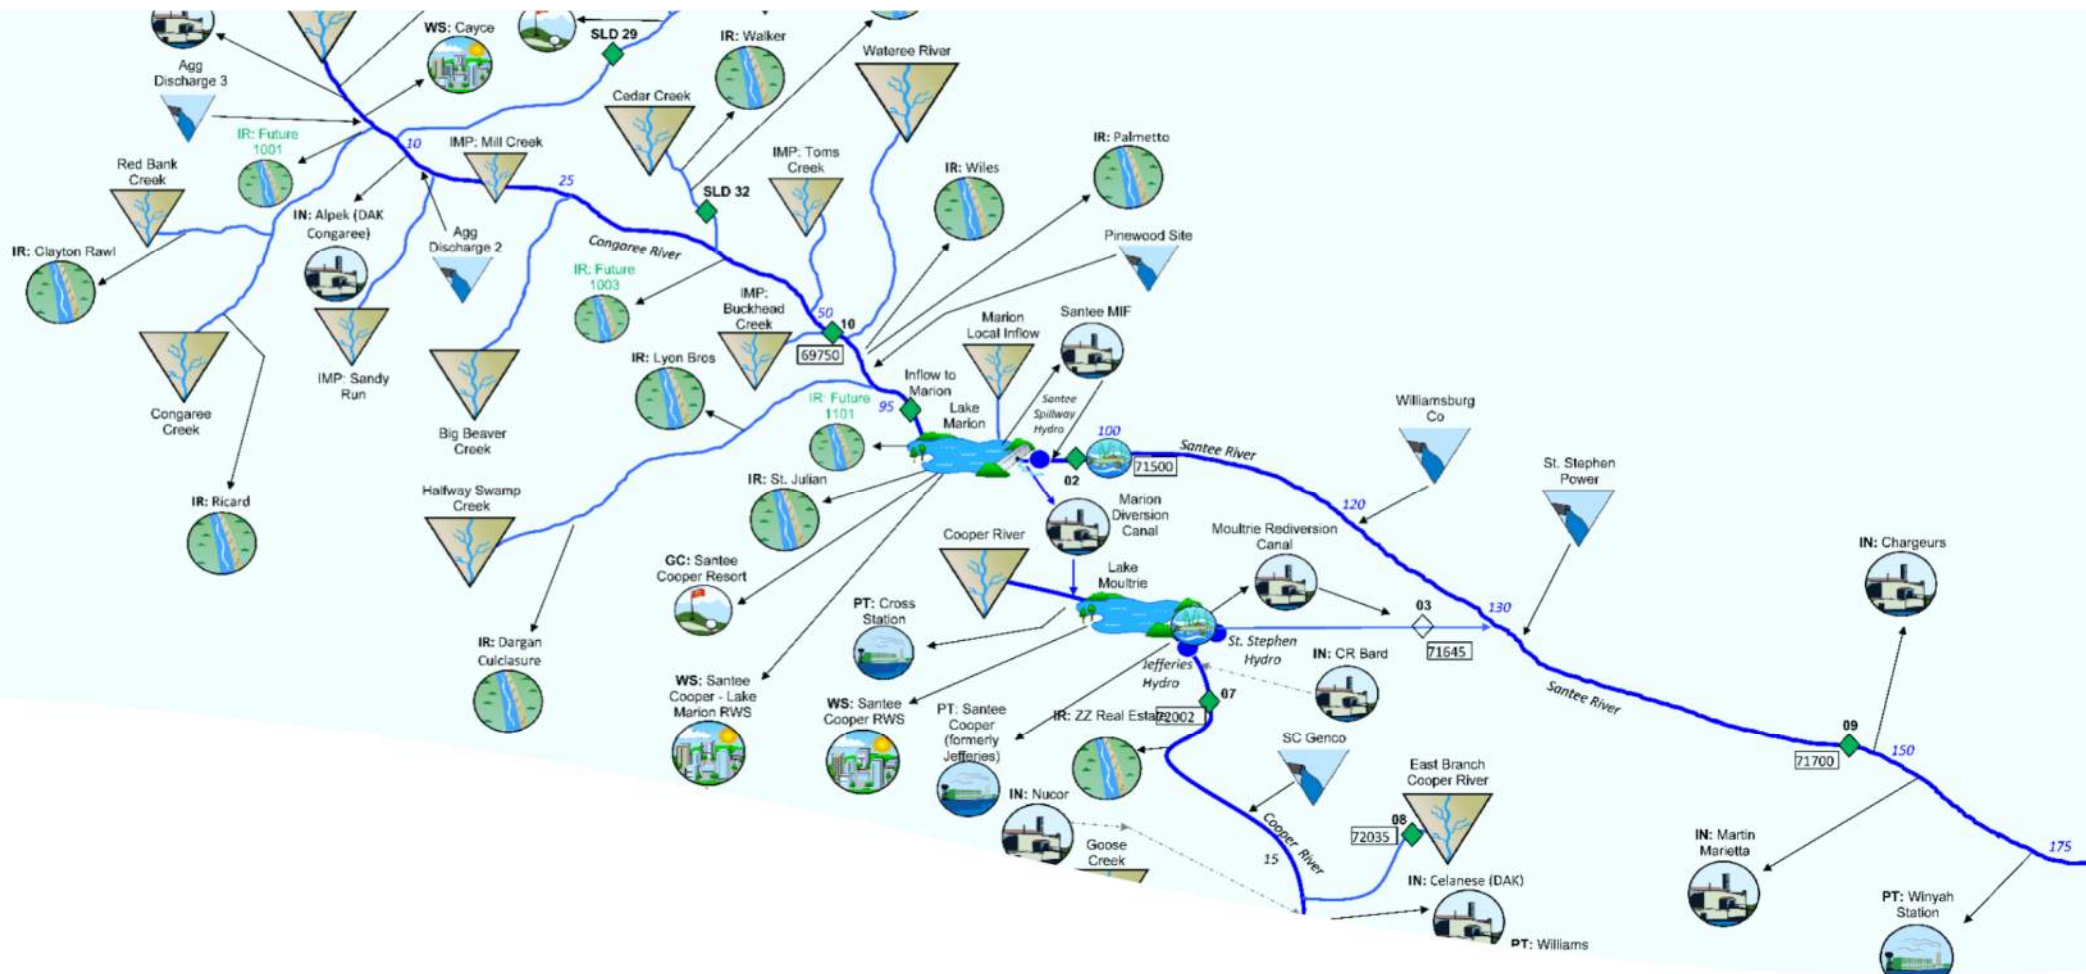 WS: Cayce
SLD 29
IR: Walker
Wateree River
Agg
Discharge 3
Cedar Creek
IR: Future
1001
10
IMP: Mill Creek
IMP: Toms
Creek
IR: Palmetto
Red Bank
Creek
25
SLD 32
IR: Wiles
IN: Alpek (DAK
Congaree)
Agg
Discharge 2
Congaree River
Pinewood Site
IR: Clayton Rawl
IR: Future
1003
IMP:
Buckhead
Creek
50
10
69750
Marion
Local Inflow
Santee MIF
IR: Lyon Bros
IMP: Sandy
Run
Inflow to
Marion
95
Lake
Marion
IR: Future
1101
Santee
Spillway
Hydro
Williamsburg
Co
Congaree
Creek
Big Beaver
Creek
100
Santee River
71500
02
St. Stephen
Power
IR: Ricard
Halfway Swamp
Creek
IR: St. Julian
Marion
Diversion
Canal
120
Moultrie Rediversion
Canal
Cooper River
IN: Chargeurs
GC: Santee
Cooper Resort
Lake
Moultrie
PT: Cross
Station
03
130
71645
St. Stephen
Hydro
IR: Dargan
Culclasure
Jefferies
Hydro
IN: CR Bard
Santee River
WS: Santee
Cooper - Lake
Marion RWS
WS: Santee
Cooper RWS
PT: Santee
Cooper
(formerly
Jefferies)
07
IR: ZZ Real Estate
72002
SC Genco
09
71700
150
East Branch
Cooper River
IN: Nucor
Goose
Creek
Cooper River
15
08
72035
IN: Martin
Marietta
175
IN: Celanese (DAK)
PT: Winyah
Station
PT: Williams